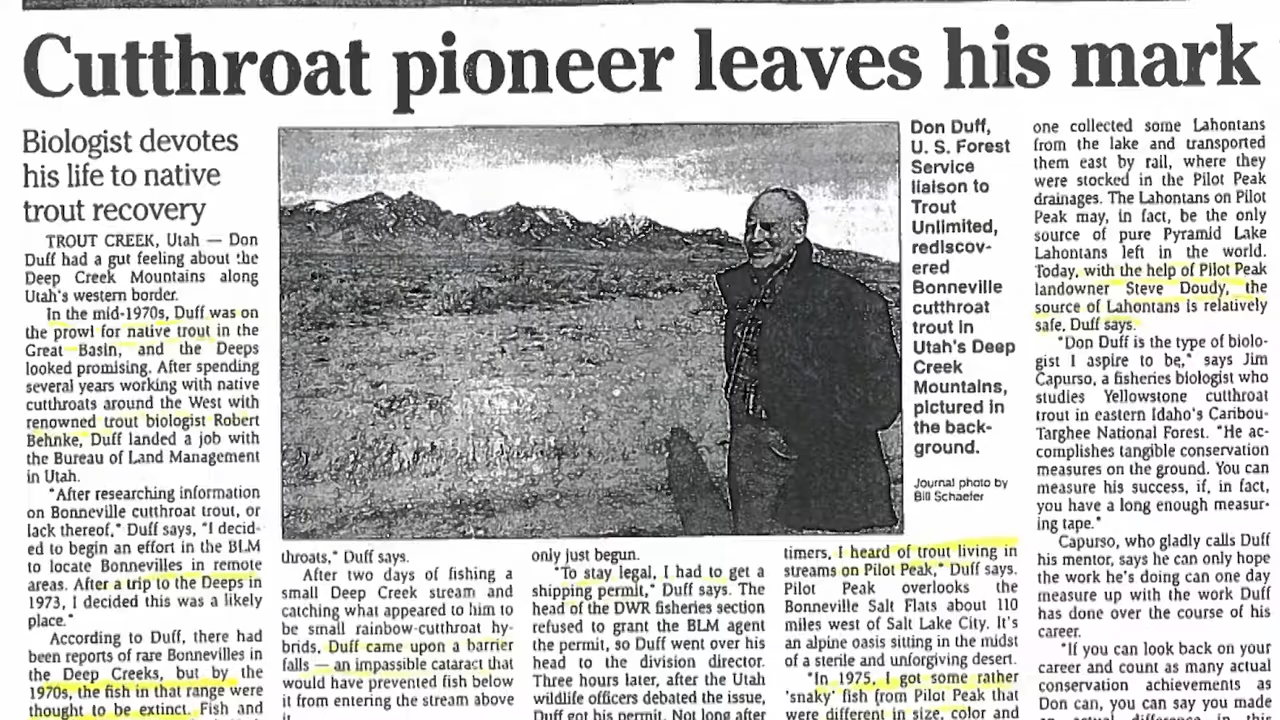 Cutthroat pioneer leaves his mark
Biologist devotes
his life to native
trout recovery
TROUT CREEK, Utah — Don
Duff had a gut feeling about the
Deep Creek Mountains along
Utah's western border.
In the mid-1970s, Duff was on
the prowl for native trout in the
Great Basin, and the Deeps
looked promising. After spending
several years working with native
cutthroats around the West with
renowned trout biologist Robert
Behnke, Duff landed a job with
the Bureau of Land Management
in Utah.
"After researching information
on Bonneville cutthroat trout, or
lack thereof," Duff says, "I decid-
ed to begin an effort in the BLM
to locate Bonnevilles in remote
areas. After a trip to the Deeps in
1973, I decided this was a likely
place."
According to Duff, there had
been reports of rare Bonnevilles in
the Deep Creeks, but by the
1970s, the fish in that range were
thought to be extinct. Fish and
Don Duff,
U. S. Forest
Service
liaison to
Trout
Unlimited,
rediscov-
ered
Bonneville
cutthroat
trout in
Utah's Deep
Creek
Mountains,
pictured in
the back-
ground.
Journal photo by
Bill Schaefer
throats," Duff says.
After two days of fishing a
small Deep Creek stream and
catching what appeared to him to
be small rainbow-cutthroat hy-
brids, Duff came upon a barrier
falls — an impassible cataract that
would have prevented fish below
it from entering the stream above
it.
only just begun.
"To stay legal, I had to get a
shipping permit," Duff says. The
head of the DWR fisheries section
refused to grant the BLM agent
the permit, so Duff went over his
head to the division director.
Three hours later, after the Utah
wildlife officers debated the issue,
Duff got his permit. Not long after
timers, I heard of trout living in
streams on Pilot Peak," Duff says.
Pilot Peak overlooks the
Bonneville Salt Flats about 110
miles west of Salt Lake City. It's
an alpine oasis sitting in the midst
of a sterile and unforgiving desert.
"In 1975, I got some rather
'snaky' fish from Pilot Peak that
were different in size, color and
one collected some Lahontans
from the lake and transported
them east by rail, where they
were stocked in the Pilot Peak
drainages. The Lahontans on Pilot
Peak may, in fact, be the only
source of pure Pyramid Lake
Lahontans left in the world.
Today, with the help of Pilot Peak
landowner Steve Doudy, the
source of Lahontans is relatively
safe, Duff says.
"Don Duff is the type of biolo-
gist I aspire to be," says Jim
Capurso, a fisheries biologist who
studies Yellowstone cutthroat
trout in eastern Idaho's Caribou-
Targhee National Forest. "He ac-
complishes tangible conservation
measures on the ground. You can
measure his success, if, in fact,
you have a long enough measur-
ing tape."
Capurso, who gladly calls Duff
his mentor, says he can only hope
the work he's doing can one day
measure up with the work Duff
has done over the course of his
career.
"If you can look back on your
career and count as many actual
conservation achievements as
Don can, you can say you made
an actual difference in this